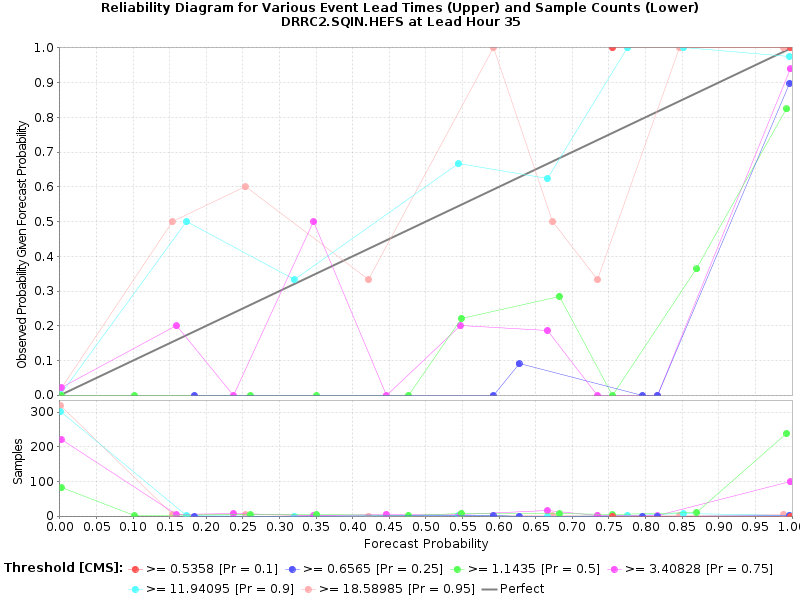 Reliability Diagram for Various Event Lead Times (Upper) and Sample Counts (Lower)
DRRC2.SQIN.HEFS at Lead Hour 35
Observed Probability Given Forecast Probability
1.0
0.9
0.8
0.7
0.6
0.5
0.4
0.3
0.2
0.1
0.0
Samples
300
200
100
0
0.00 0.05 0.10 0.15 0.20 0.25 0.30 0.35 0.40 0.45 0.50 0.55 0.60 0.65 0.70 0.75 0.80 0.85 0.90 0.95 1.0
Forecast Probability
Threshold [CMS]: >= 0.5358 [Pr = 0.1] >= 0.6565 [Pr = 0.25] >= 1.1435 [Pr = 0.5] >= 3.40828 [Pr = 0.75]
>= 11.94095 [Pr = 0.9] >= 18.58985 [Pr = 0.95] Perfect